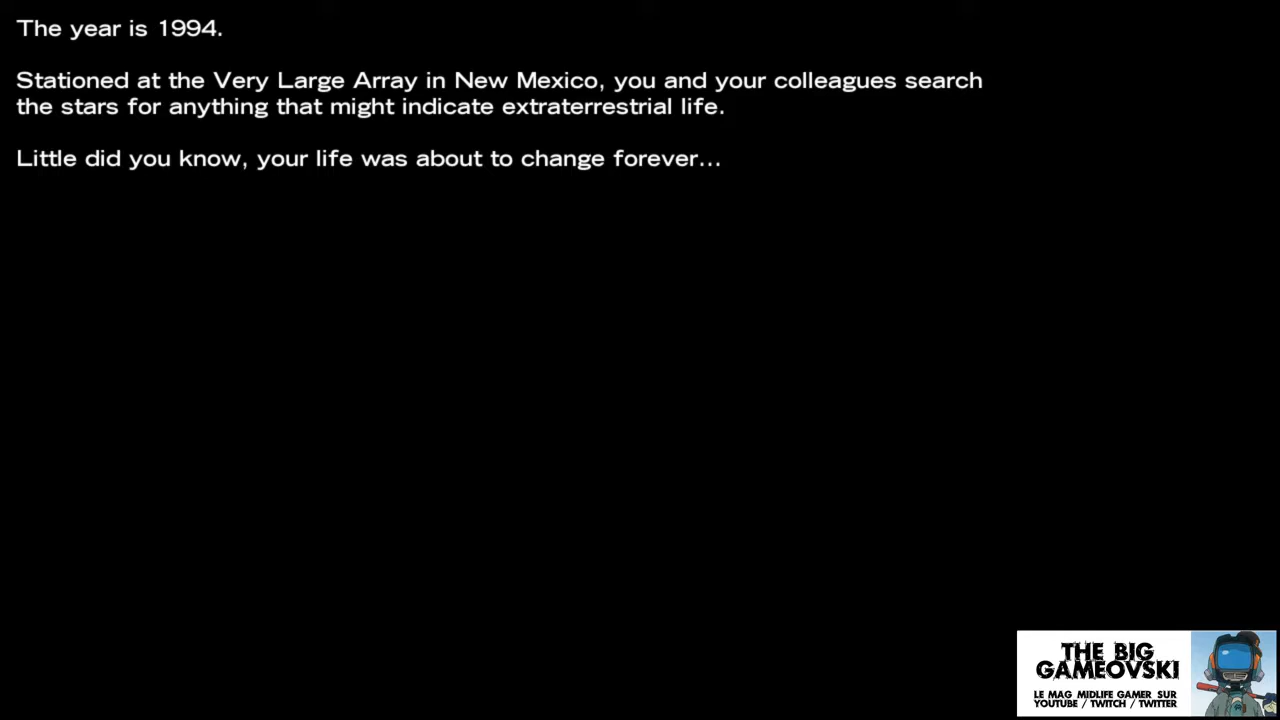 The year is 1994.
Stationed at the Very Large Array in New Mexico, you and your colleagues search
the stars for anything that might indicate extraterrestrial life.
Little did you know, your life was about to change forever...
THE BIG
GAMEOVSKI
LE MAG MIDLIFE GAMER SUR
YOUTUBE / TWITCH / TWITTER